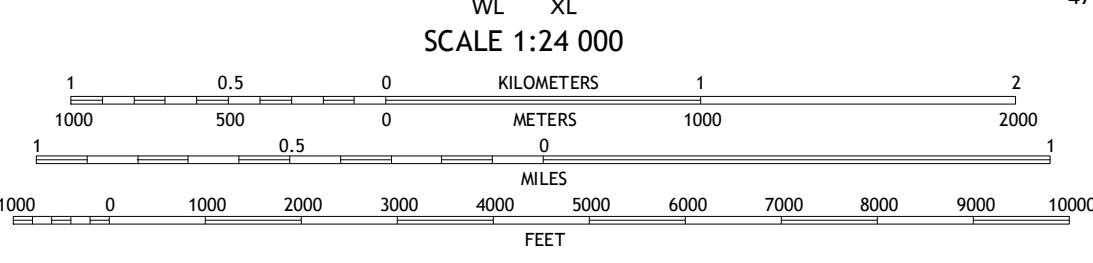 WL XL
SCALE 1:24 000
1 0.5 0 KILOMETERS 1 2
1000 500 0 METERS 1000 2000
1 0.5 0 1
MILES
1000 0 1000 2000 3000 4000 5000 6000 7000 8000 9000 10000
FEET